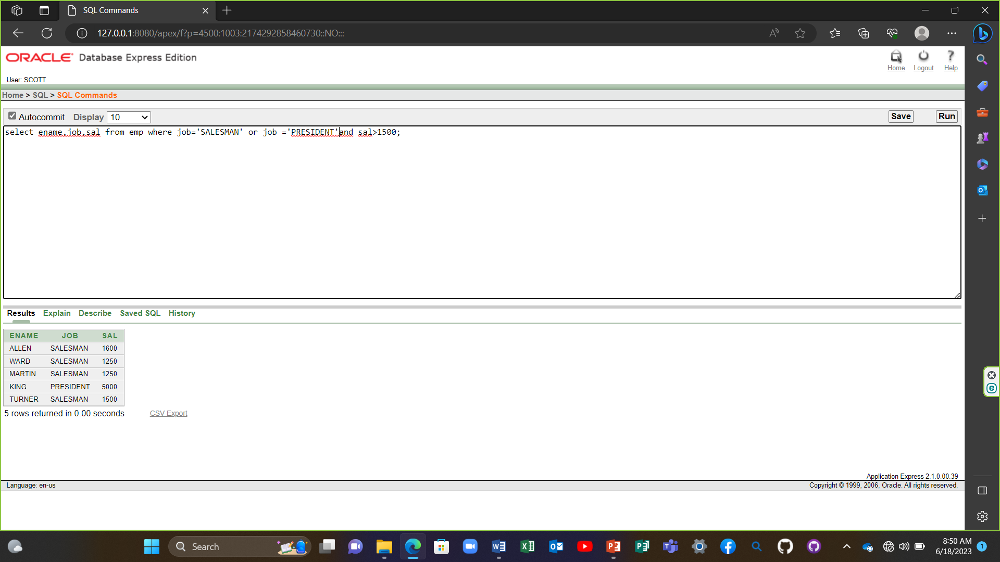 SQL Commands
127.0.0.1:8080/apex/f?p=4500:1003:2174292858460730::NO:::
ORACLE Database Express Edition
Home Logout Help
User: SCOTT
Home > SQL > SQL Commands
Autocommit Display 10 Save Run
select ename,job,sal from emp where job='SALESMAN' or job ='PRESIDENT'and sal>1500;
Results Explain Describe Saved SQL History
ENAME JOB SAL
ALLEN SALESMAN 1600
WARD SALESMAN 1250
MARTIN SALESMAN 1250
KING PRESIDENT 5000
TURNER SALESMAN 1500
5 rows returned in 0.00 seconds CSV Export
Application Express 2.1.0.00.39
Language: en-us Copyright © 1999, 2006, Oracle. All rights reserved.
Search
8:50 AM
6/18/2023
1